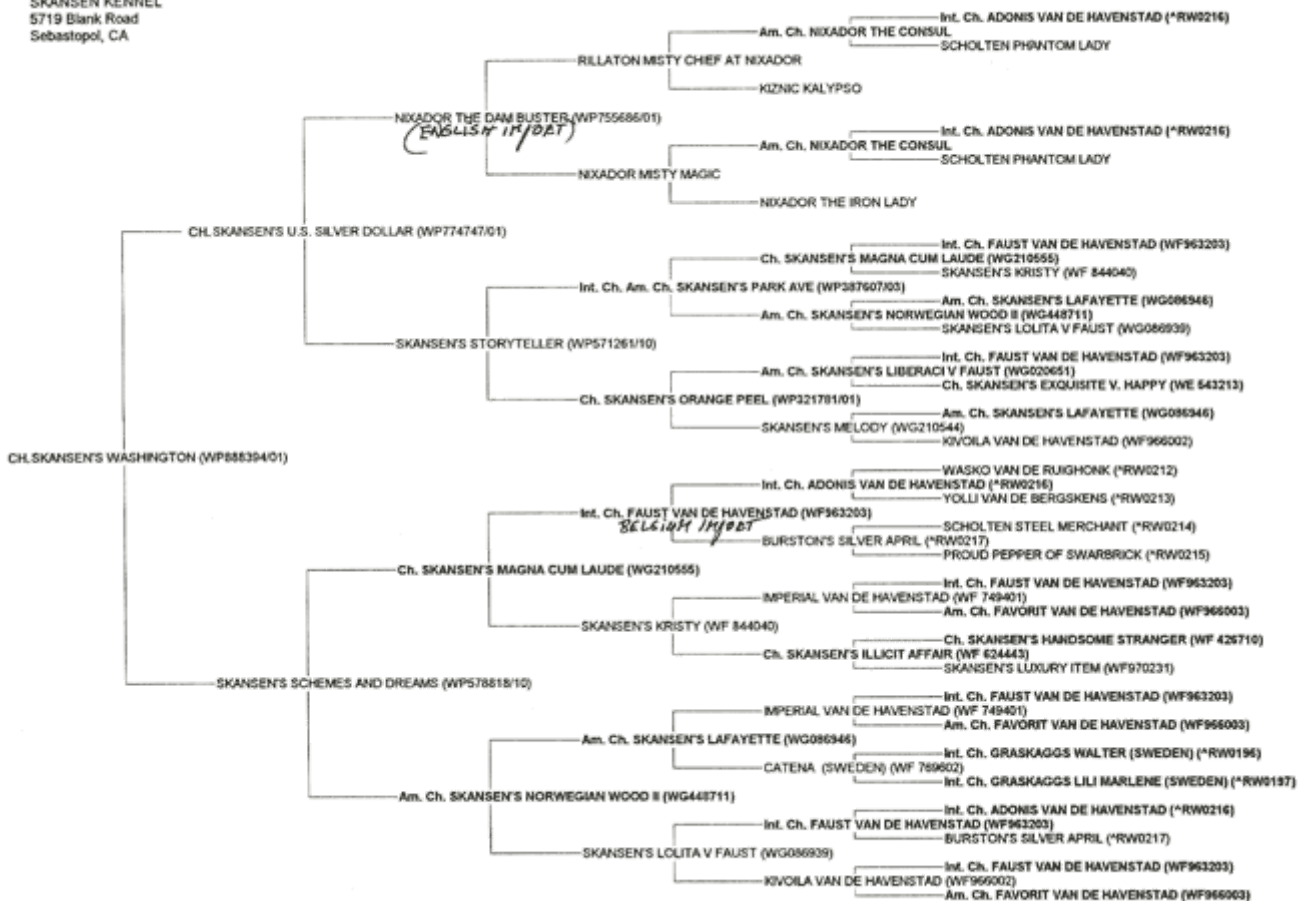 SKANSEN KENNEL
5719 Blank Road
Sebastopol, CA
Int. Ch. ADONIS VAN DE HAVENSTAD (^RW0216)
Am. Ch. NIXADOR THE CONSUL
SCHOLTEN PHANTOM LADY
RILLATON MISTY CHIEF AT NIXADOR
KIZNIC KALYPSO
NIXADOR THE DAM BUSTER (WP755686/01)
(ENGLISH IMPORT)
Int. Ch. ADONIS VAN DE HAVENSTAD (^RW0216)
Am. Ch. NIXADOR THE CONSUL
SCHOLTEN PHANTOM LADY
NIXADOR MISTY MAGIC
NIXADOR THE IRON LADY
CH. SKANSEN'S U.S. SILVER DOLLAR (WP774747/01)
Int. Ch. FAUST VAN DE HAVENSTAD (WF963203)
Ch. SKANSEN'S MAGNA CUM LAUDE (WG210555)
SKANSEN'S KRISTY (WF 844040)
Int. Ch. Am. Ch. SKANSEN'S PARK AVE (WP387607/03)
Am. Ch. SKANSEN'S LAFAYETTE (WG086946)
Am. Ch. SKANSEN'S NORWEGIAN WOOD II (WG448711)
SKANSEN'S LOLITA V FAUST (WG086939)
SKANSEN'S STORYTELLER (WP571261/10)
Int. Ch. FAUST VAN DE HAVENSTAD (WF963203)
Am. Ch. SKANSEN'S LIBERACI V FAUST (WG020651)
Ch. SKANSEN'S EXQUISITE V. HAPPY (WE 543213)
Ch. SKANSEN'S ORANGE PEEL (WP321781/01)
Am. Ch. SKANSEN'S LAFAYETTE (WG086946)
SKANSEN'S MELODY (WG210544)
KIVOILA VAN DE HAVENSTAD (WF966002)
CH.SKANSEN'S WASHINGTON (WP888394/01)
WASKO VAN DE RUIGHONK (^RW0212)
Int. Ch. ADONIS VAN DE HAVENSTAD (^RW0216)
YOLLI VAN DE BERGSKENS (^RW0213)
Int. Ch. FAUST VAN DE HAVENSTAD (WF963203)
BELGIUM IMPORT
SCHOLTEN STEEL MERCHANT (^RW0214)
BURSTON'S SILVER APRIL (^RW0217)
PROUD PEPPER OF SWARBRICK (^RW0215)
Ch. SKANSEN'S MAGNA CUM LAUDE (WG210555)
Int. Ch. FAUST VAN DE HAVENSTAD (WF963203)
IMPERIAL VAN DE HAVENSTAD (WF 749401)
Am. Ch. FAVORIT VAN DE HAVENSTAD (WF966003)
SKANSEN'S KRISTY (WF 844040)
Ch. SKANSEN'S HANDSOME STRANGER (WF 426710)
Ch. SKANSEN'S ILLICIT AFFAIR (WF 624443)
SKANSEN'S LUXURY ITEM (WF970231)
SKANSEN'S SCHEMES AND DREAMS (WP578818/10)
Int. Ch. FAUST VAN DE HAVENSTAD (WF963203)
IMPERIAL VAN DE HAVENSTAD (WF 749401)
Am. Ch. FAVORIT VAN DE HAVENSTAD (WF966003)
Am. Ch. SKANSEN'S LAFAYETTE (WG086946)
Int. Ch. GRASKAGGS WALTER (SWEDEN) (^RW0196)
CATENA (SWEDEN) (WF 769602)
Int. Ch. GRASKAGGS LILI MARLENE (SWEDEN) (^RW0197)
Am. Ch. SKANSEN'S NORWEGIAN WOOD II (WG448711)
Int. Ch. ADONIS VAN DE HAVENSTAD (^RW0216)
Int. Ch. FAUST VAN DE HAVENSTAD (WF963203)
BURSTON'S SILVER APRIL (^RW0217)
SKANSEN'S LOLITA V FAUST (WG086939)
Int. Ch. FAUST VAN DE HAVENSTAD (WF963203)
KIVOILA VAN DE HAVENSTAD (WF966002)
Am. Ch. FAVORIT VAN DE HAVENSTAD (WF966003)